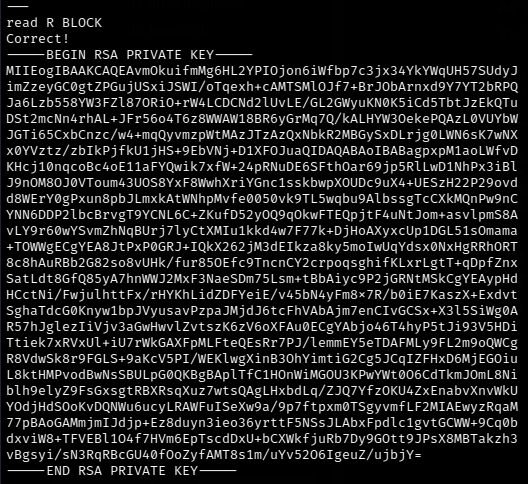 ---
read R BLOCK
Correct!
-----BEGIN RSA PRIVATE KEY-----
MIIEogIBAAKCAQEAvmOkuifmMg6HL2YPIOjon6iWfbp7c3jx34YkYWqUH57SUdyJ
imZzeyGC0gtZPGujUSxiJSWI/oTqexh+cAMTSMlOJf7+BrJObArnxd9Y7YT2bRPQ
Ja6Lzb558YW3FZl87ORiO+rW4LCDCNd2lUvLE/GL2GWyuKN0K5iCd5TbtJzEkQTu
DSt2mcNn4rhAL+JFr56o4T6z8WWAW18BR6yGrMq7Q/kALHYW3OekePQAzL0VUYbW
JGTi65CxbCnzc/w4+mqQyvmzpWtMAzJTzAzQxNbkR2MBGySxDLrjg0LWN6sK7wNX
x0YVztz/zbIkPjfkU1jHS+9EbVNj+D1XFOJuaQIDAQABAoIBABagpxpM1aoLWfvD
KHcj10nqcoBc4oE11aFYQwik7xfW+24pRNuDE6SFthOar69jp5RlLwD1NhPx3iBl
J9nOM8OJ0VToum43UOS8YxF8WwhXriYGnc1sskbwpXOUDc9uX4+UESzH22P29ovd
d8WErY0gPxun8pbJLmxkAtWNhpMvfe0050vk9TL5wqbu9AlbssgTcCXkMQnPw9nC
YNN6DDP2lbcBrvgT9YCNL6C+ZKufD52yOQ9qOkwFTEQpjtF4uNtJom+asvlpmS8A
vLY9r60wYSvmZhNqBUrj7lyCtXMIu1kkd4w7F77k+DjHoAXyxcUp1DGL51sOmama
+TOWWgECgYEA8JtPxP0GRJ+IQkX262jM3dEIkza8ky5moIwUqYdsx0NxHgRRhORT
8c8hAuRBb2G82so8vUHk/fur85OEfc9TncnCY2crpoqsghifKLxrLgtT+qDpfZnx
SatLdt8GfQ85yA7hnWWJ2MxF3NaeSDm75Lsm+tBbAiyc9P2jGRNtMSkCgYEAypHd
HCctNi/FwjulhttFx/rHYKhLidZDFYeiE/v45bN4yFm8x7R/b0iE7KaszX+Exdvt
SghaTdcG0Knyw1bpJVyusavPzpaJMjdJ6tcFhVAbAjm7enCIvGCSx+X3l5SiWg0A
R57hJglezIiVjv3aGwHwvlZvtszK6zV6oXFAu0ECgYAbjo46T4hyP5tJi93V5HDi
Ttiek7xRVxUl+iU7rWkGAXFpMLFteQEsRr7PJ/lemmEY5eTDAFMLy9FL2m9oQWCg
R8VdwSk8r9FGLS+9aKcV5PI/WEKlwgXinB3OhYimtiG2Cg5JCqIZFHxD6MjEGOiu
L8ktHMPvodBwNsSBULpG0QKBgBAplTfC1HOnWiMGOU3KPwYWt0O6CdTkmJOmL8Ni
blh9elyZ9FsGxsgtRBXRsqXuz7wtsQAgLHxbdLq/ZJQ7YfzOKU4ZxEnabvXnvWkU
YOdjHdSOoKvDQNWu6ucyLRAWFuISeXw9a/9p7ftpxm0TSgyvmfLF2MIAEwyzRqaM
77pBAoGAMmjmIJdjp+Ez8duyn3ieo36yrttF5NSsJLAbxFpdlc1gvtGCWW+9Cq0b
dxviW8+TFVEBl1O4f7HVm6EpTscdDxU+bCXWkfjuRb7Dy9GOtt9JPsX8MBTakzh3
vBgsyi/sN3RqRBcGU40fOoZyfAMT8s1m/uYv52O6IgeuZ/ujbjY=
-----END RSA PRIVATE KEY-----